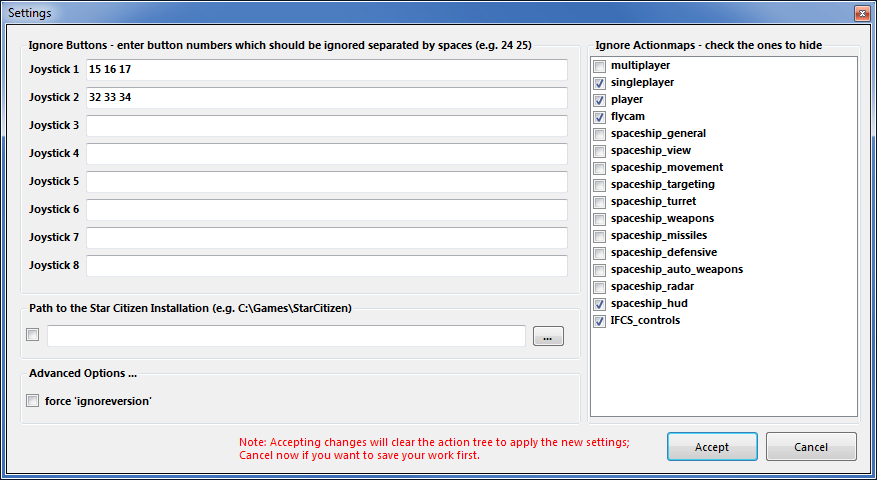 Settings
Ignore Buttons - enter button numbers which should be ignored separated by spaces (e.g. 24 25)
Joystick 1 15 16 17
Joystick 2 32 33 34
Joystick 3
Joystick 4
Joystick 5
Joystick 6
Joystick 7
Joystick 8
Path to the Star Citizen Installation (e.g. C:\Games\StarCitizen)
...
Advanced Options ...
force 'ignoreversion'
Ignore Actionmaps - check the ones to hide
multiplayer
singleplayer
player
flycam
spaceship_general
spaceship_view
spaceship_movement
spaceship_targeting
spaceship_turret
spaceship_weapons
spaceship_missiles
spaceship_defensive
spaceship_auto_weapons
spaceship_radar
spaceship_hud
IFCS_controls
Note: Accepting changes will clear the action tree to apply the new settings;
Cancel now if you want to save your work first.
Accept
Cancel